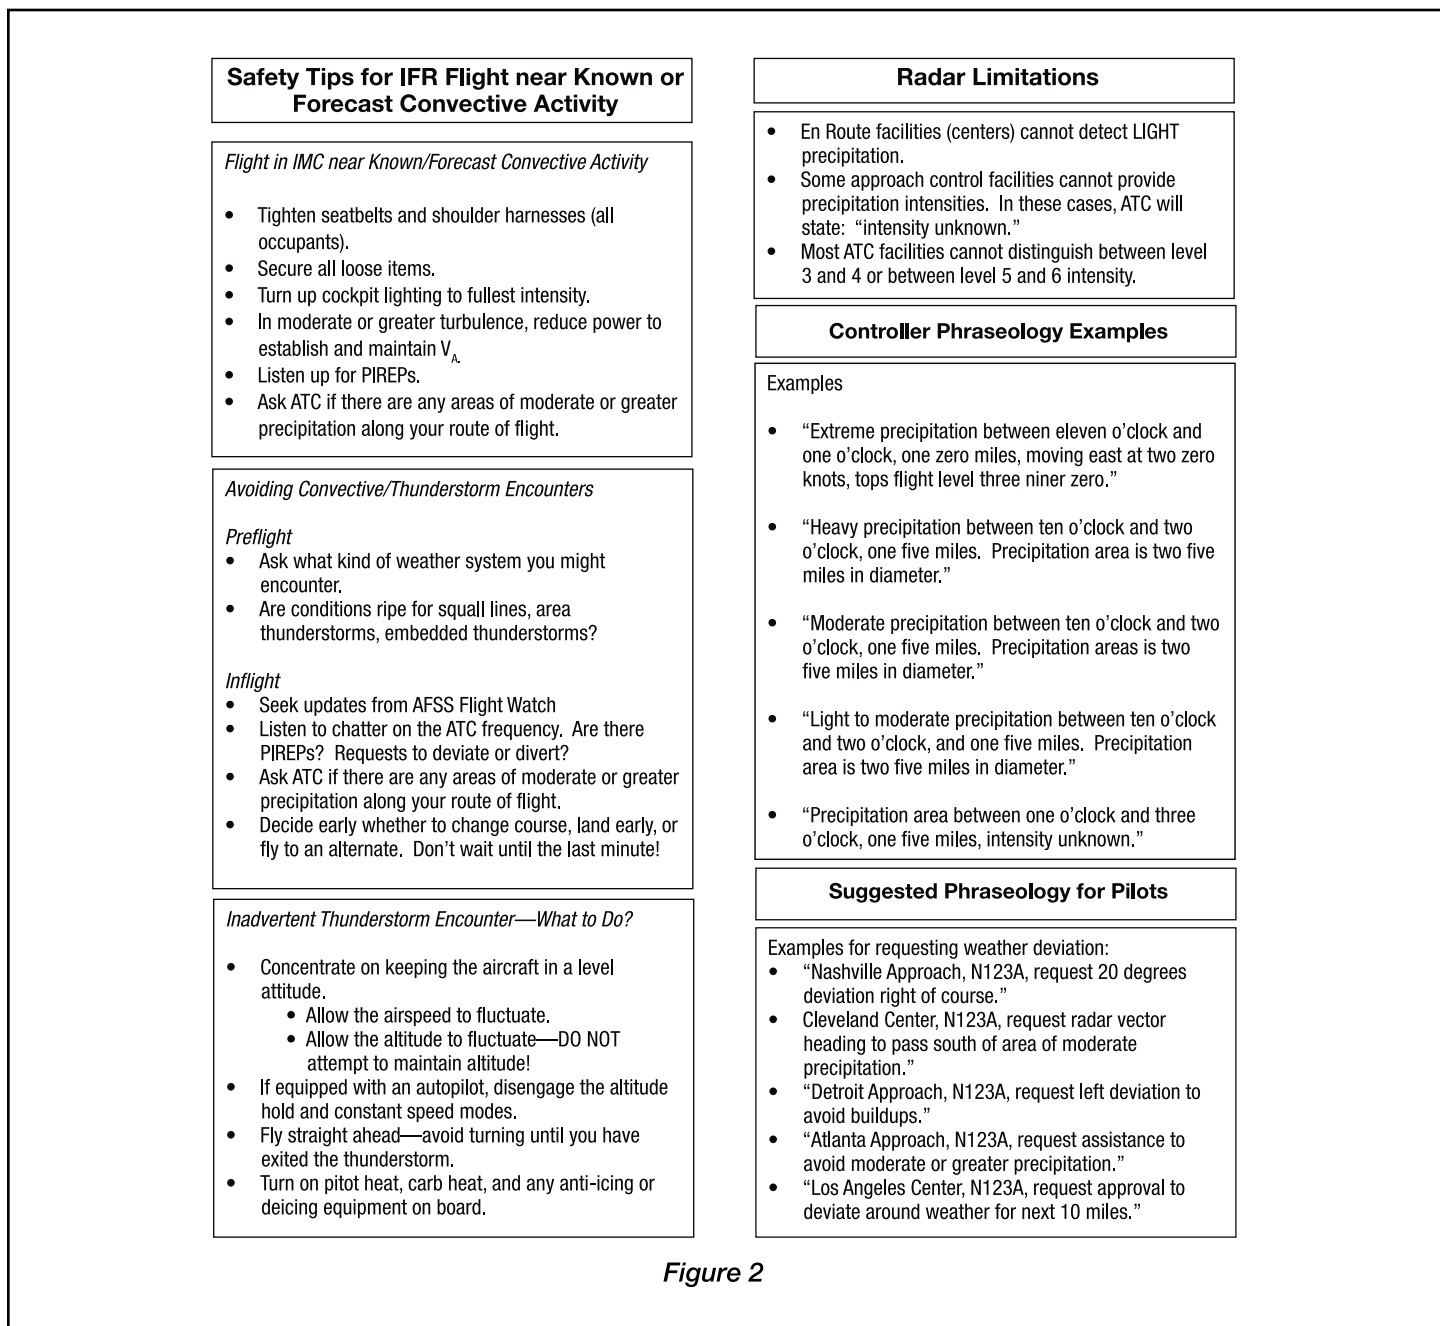 Safety Tips for IFR Flight near Known or
Forecast Convective Activity
Flight in IMC near Known/Forecast Convective Activity
• Tighten seatbelts and shoulder harnesses (all
occupants).
• Secure all loose items.
• Turn up cockpit lighting to fullest intensity.
• In moderate or greater turbulence, reduce power to
establish and maintain VA.
• Listen up for PIREPs.
• Ask ATC if there are any areas of moderate or greater
precipitation along your route of flight.
Avoiding Convective/Thunderstorm Encounters
Preflight
• Ask what kind of weather system you might
encounter.
• Are conditions ripe for squall lines, area
thunderstorms, embedded thunderstorms?
Inflight
• Seek updates from AFSS Flight Watch
• Listen to chatter on the ATC frequency. Are there
PIREPs? Requests to deviate or divert?
• Ask ATC if there are any areas of moderate or greater
precipitation along your route of flight.
• Decide early whether to change course, land early, or
fly to an alternate. Don't wait until the last minute!
Inadvertent Thunderstorm Encounter—What to Do?
• Concentrate on keeping the aircraft in a level
attitude.
• Allow the airspeed to fluctuate.
• Allow the altitude to fluctuate—DO NOT
attempt to maintain altitude!
• If equipped with an autopilot, disengage the altitude
hold and constant speed modes.
• Fly straight ahead—avoid turning until you have
exited the thunderstorm.
• Turn on pitot heat, carb heat, and any anti-icing or
deicing equipment on board.
Radar Limitations
• En Route facilities (centers) cannot detect LIGHT
precipitation.
• Some approach control facilities cannot provide
precipitation intensities. In these cases, ATC will
state: “intensity unknown.”
• Most ATC facilities cannot distinguish between level
3 and 4 or between level 5 and 6 intensity.
Controller Phraseology Examples
Examples
• “Extreme precipitation between eleven o'clock and
one o'clock, one zero miles, moving east at two zero
knots, tops flight level three niner zero.”
• “Heavy precipitation between ten o'clock and two
o'clock, one five miles. Precipitation area is two five
miles in diameter.”
• “Moderate precipitation between ten o'clock and two
o'clock, one five miles. Precipitation areas is two
five miles in diameter.”
• “Light to moderate precipitation between ten o'clock
and two o'clock, and one five miles. Precipitation
area is two five miles in diameter.”
• “Precipitation area between one o'clock and three
o'clock, one five miles, intensity unknown.”
Suggested Phraseology for Pilots
Examples for requesting weather deviation:
• “Nashville Approach, N123A, request 20 degrees
deviation right of course.”
• Cleveland Center, N123A, request radar vector
heading to pass south of area of moderate
precipitation.”
• “Detroit Approach, N123A, request left deviation to
avoid buildups.”
• “Atlanta Approach, N123A, request assistance to
avoid moderate or greater precipitation.”
• “Los Angeles Center, N123A, request approval to
deviate around weather for next 10 miles.”
Figure 2